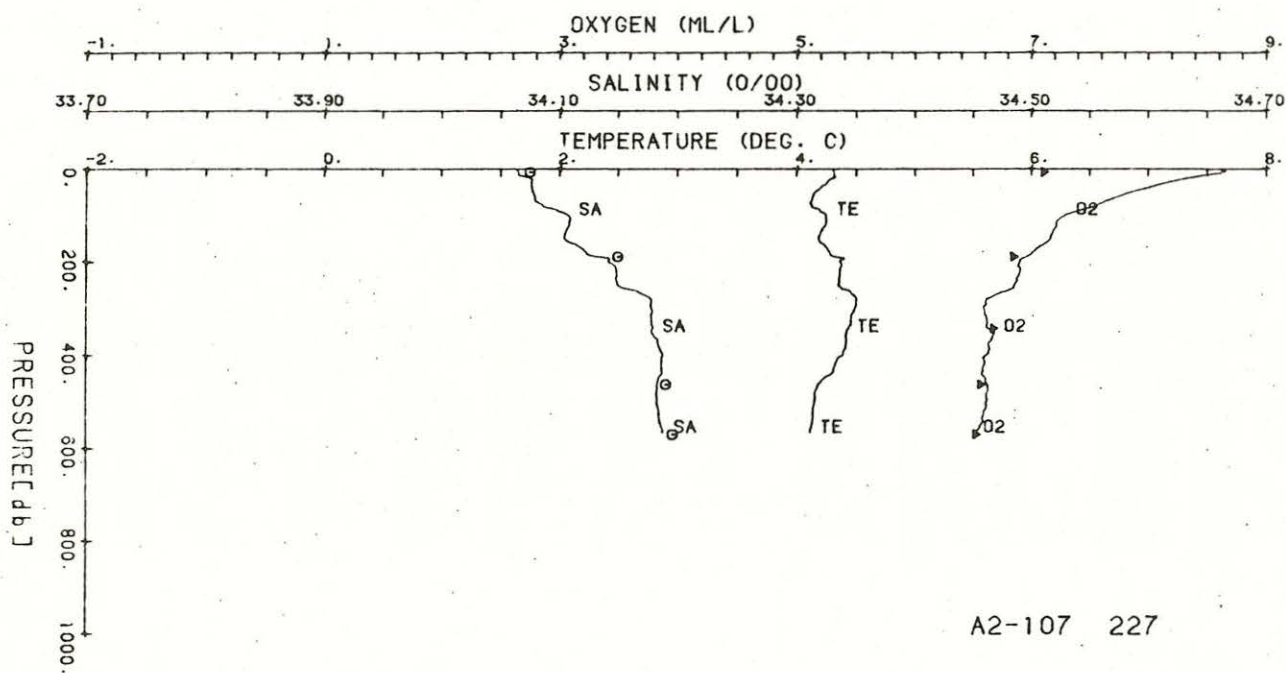 OXYGEN (ML/L)
-1. 1. 3. 5. 7. 9.
SALINITY (O/OO)
33.70 33.90 34.10 34.30 34.50 34.70
TEMPERATURE (DEG. C)
-2. 0. 2. 4. 6. 8.
0.
SA TE O2
200.
SA TE O2
400.
SA TE O2
600.
800.
1000.
PRESSURE[db]
A2-107 227